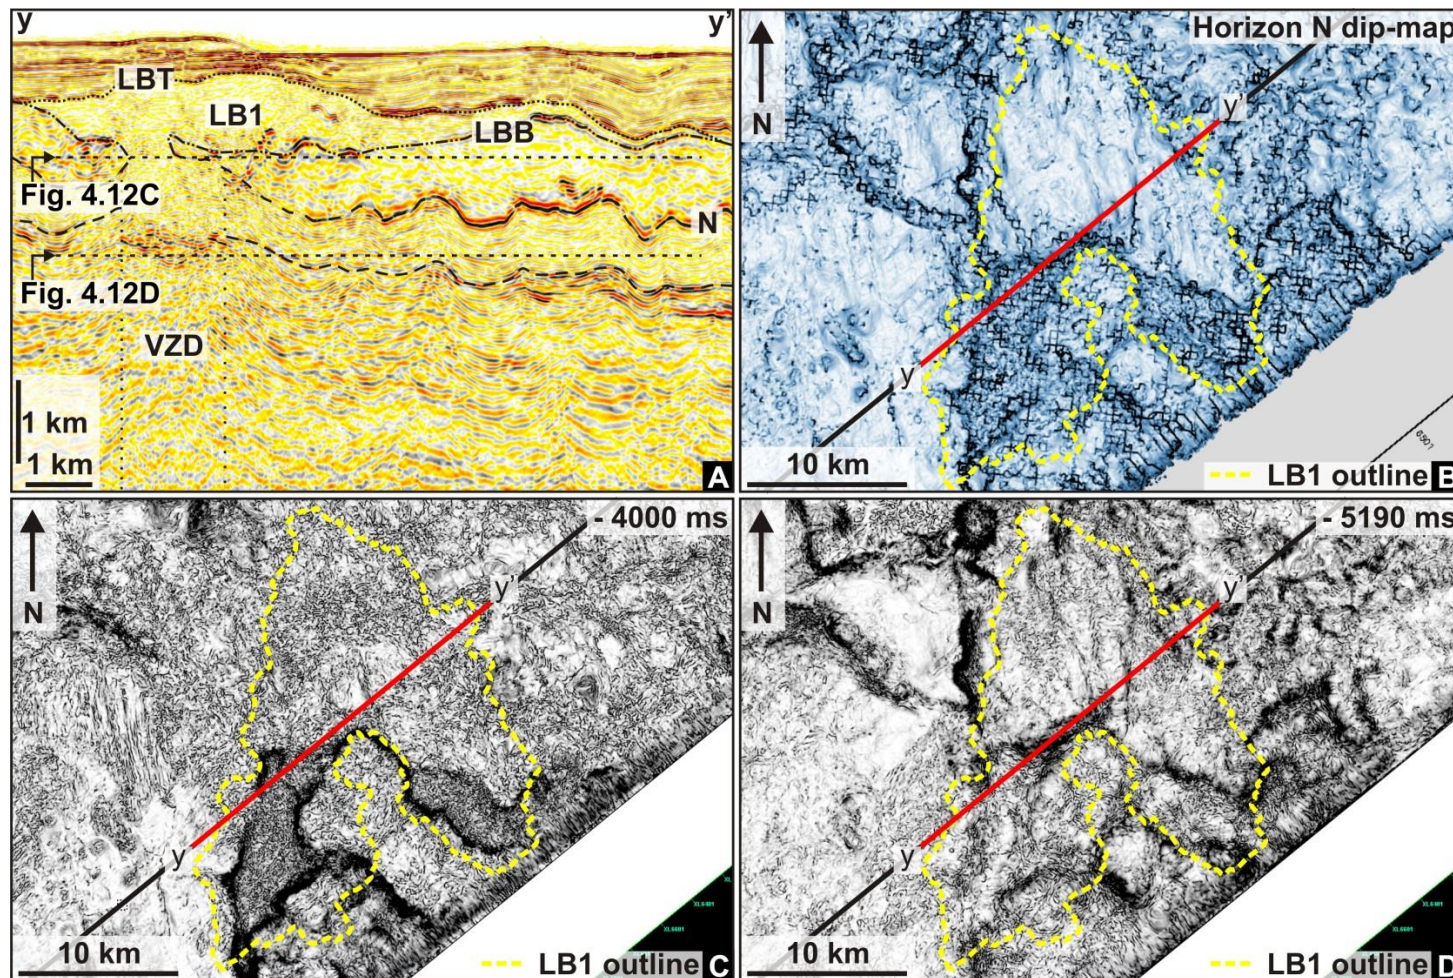 y y’
LBT
LB1
LBB
Fig. 4.12C
N
Fig. 4.12D
VZD
1 km
1 km
A
Horizon N dip-map
N
y’
y
10 km
LB1 outline
B
- 4000 ms
N
y’
y
10 km
LB1 outline
C
- 5190 ms
N
y’
y
10 km
LB1 outline
D